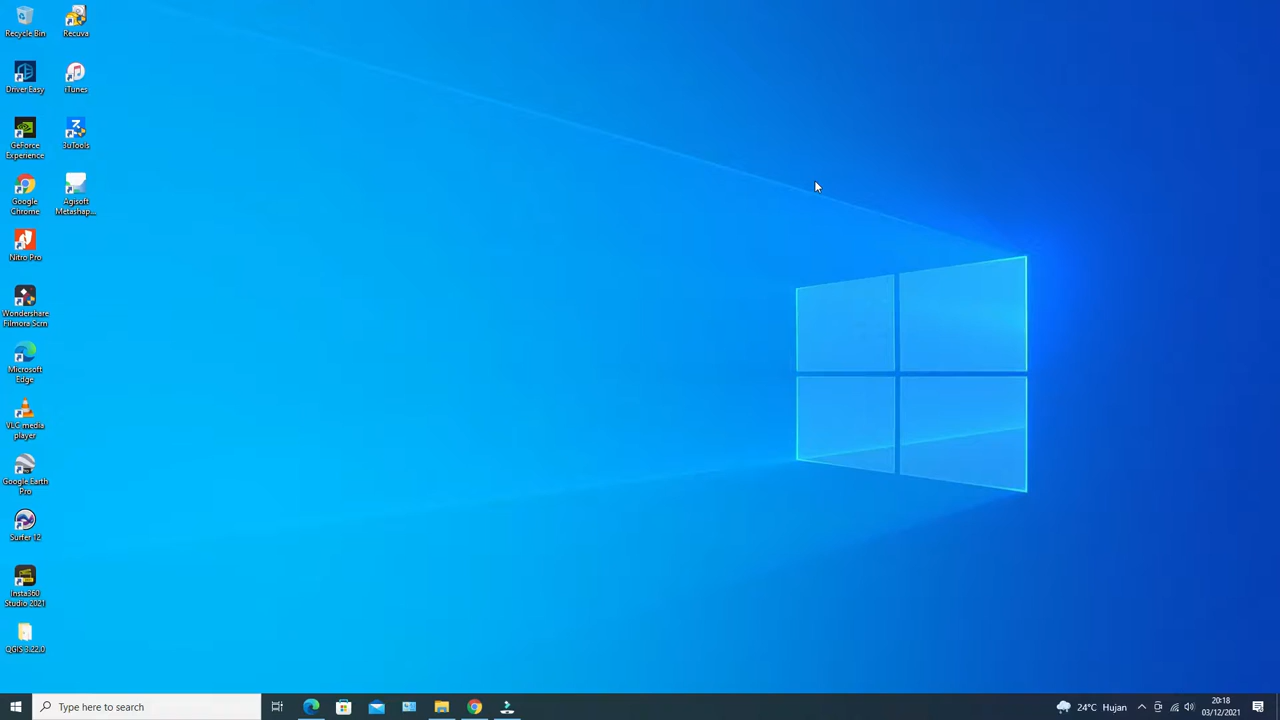 Recycle Bin
Recuva
Driver Easy
iTunes
GeForce
Experience
3uTools
Google
Chrome
Agisoft
Metashap...
Nitro Pro
Wondershare
Filmora Scrn
Microsoft
Edge
VLC media
player
Google Earth
Pro
Surfer 12
Insta360
Studio 2021
QGIS 3.22.0
Type here to search
24°C Hujan
20:18
03/12/2021